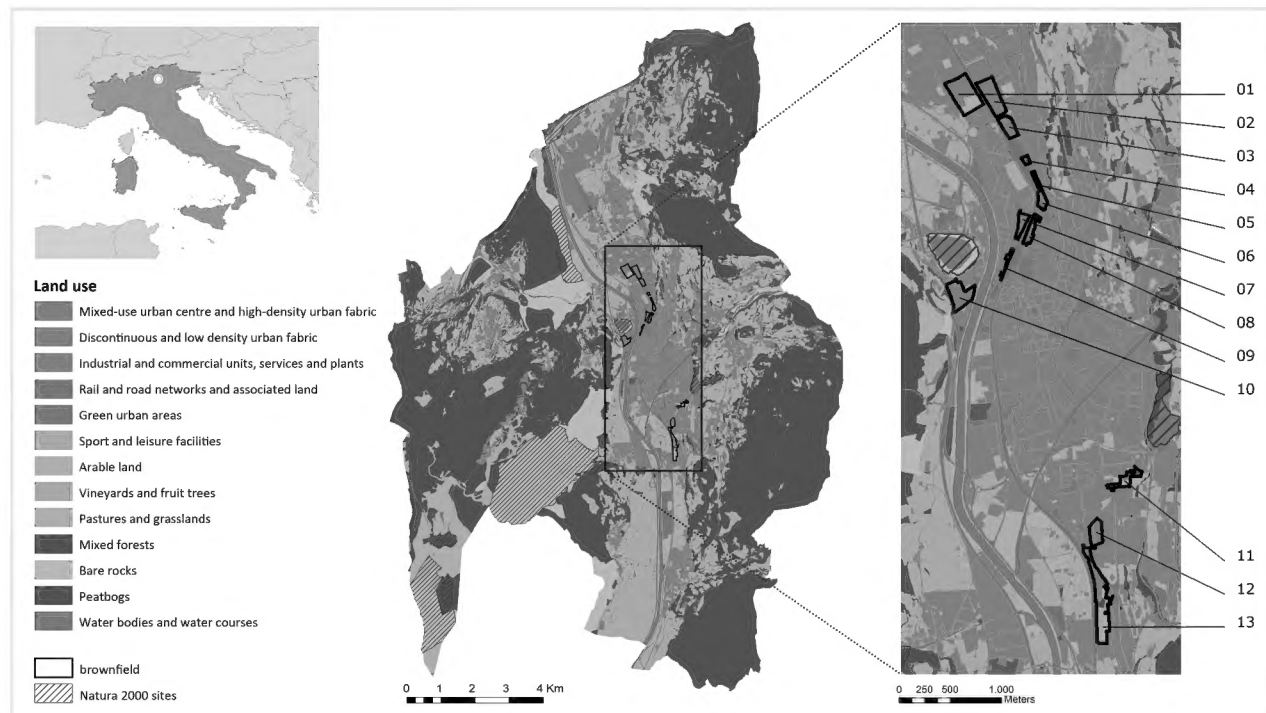 Land use
Mixed-use urban centre and high-density urban fabric
Discontinuous and low density urban fabric
Industrial and commercial units, services and plants
Rail and road networks and associated land
Green urban areas
Sport and leisure facilities
Arable land
Vineyards and fruit trees
Pastures and grasslands
Mixed forests
Bare rocks
Peatbogs
Water bodies and water courses
brownfield
Natura 2000 sites
0 1 2 3 4 Km
01
02
03
04
05
06
07
08
09
10
11
12
13
0 250 500 1.000
Meters